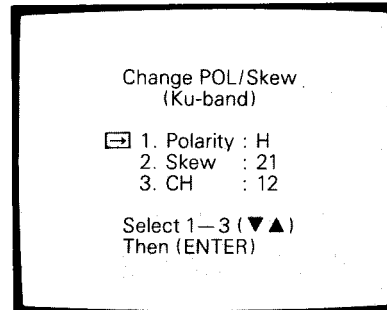 Change POL/Skew
(Ku-band)
→ 1. Polarity : H
2. Skew : 21
3. CH : 12
Select 1—3 (▼▲)
Then (ENTER)